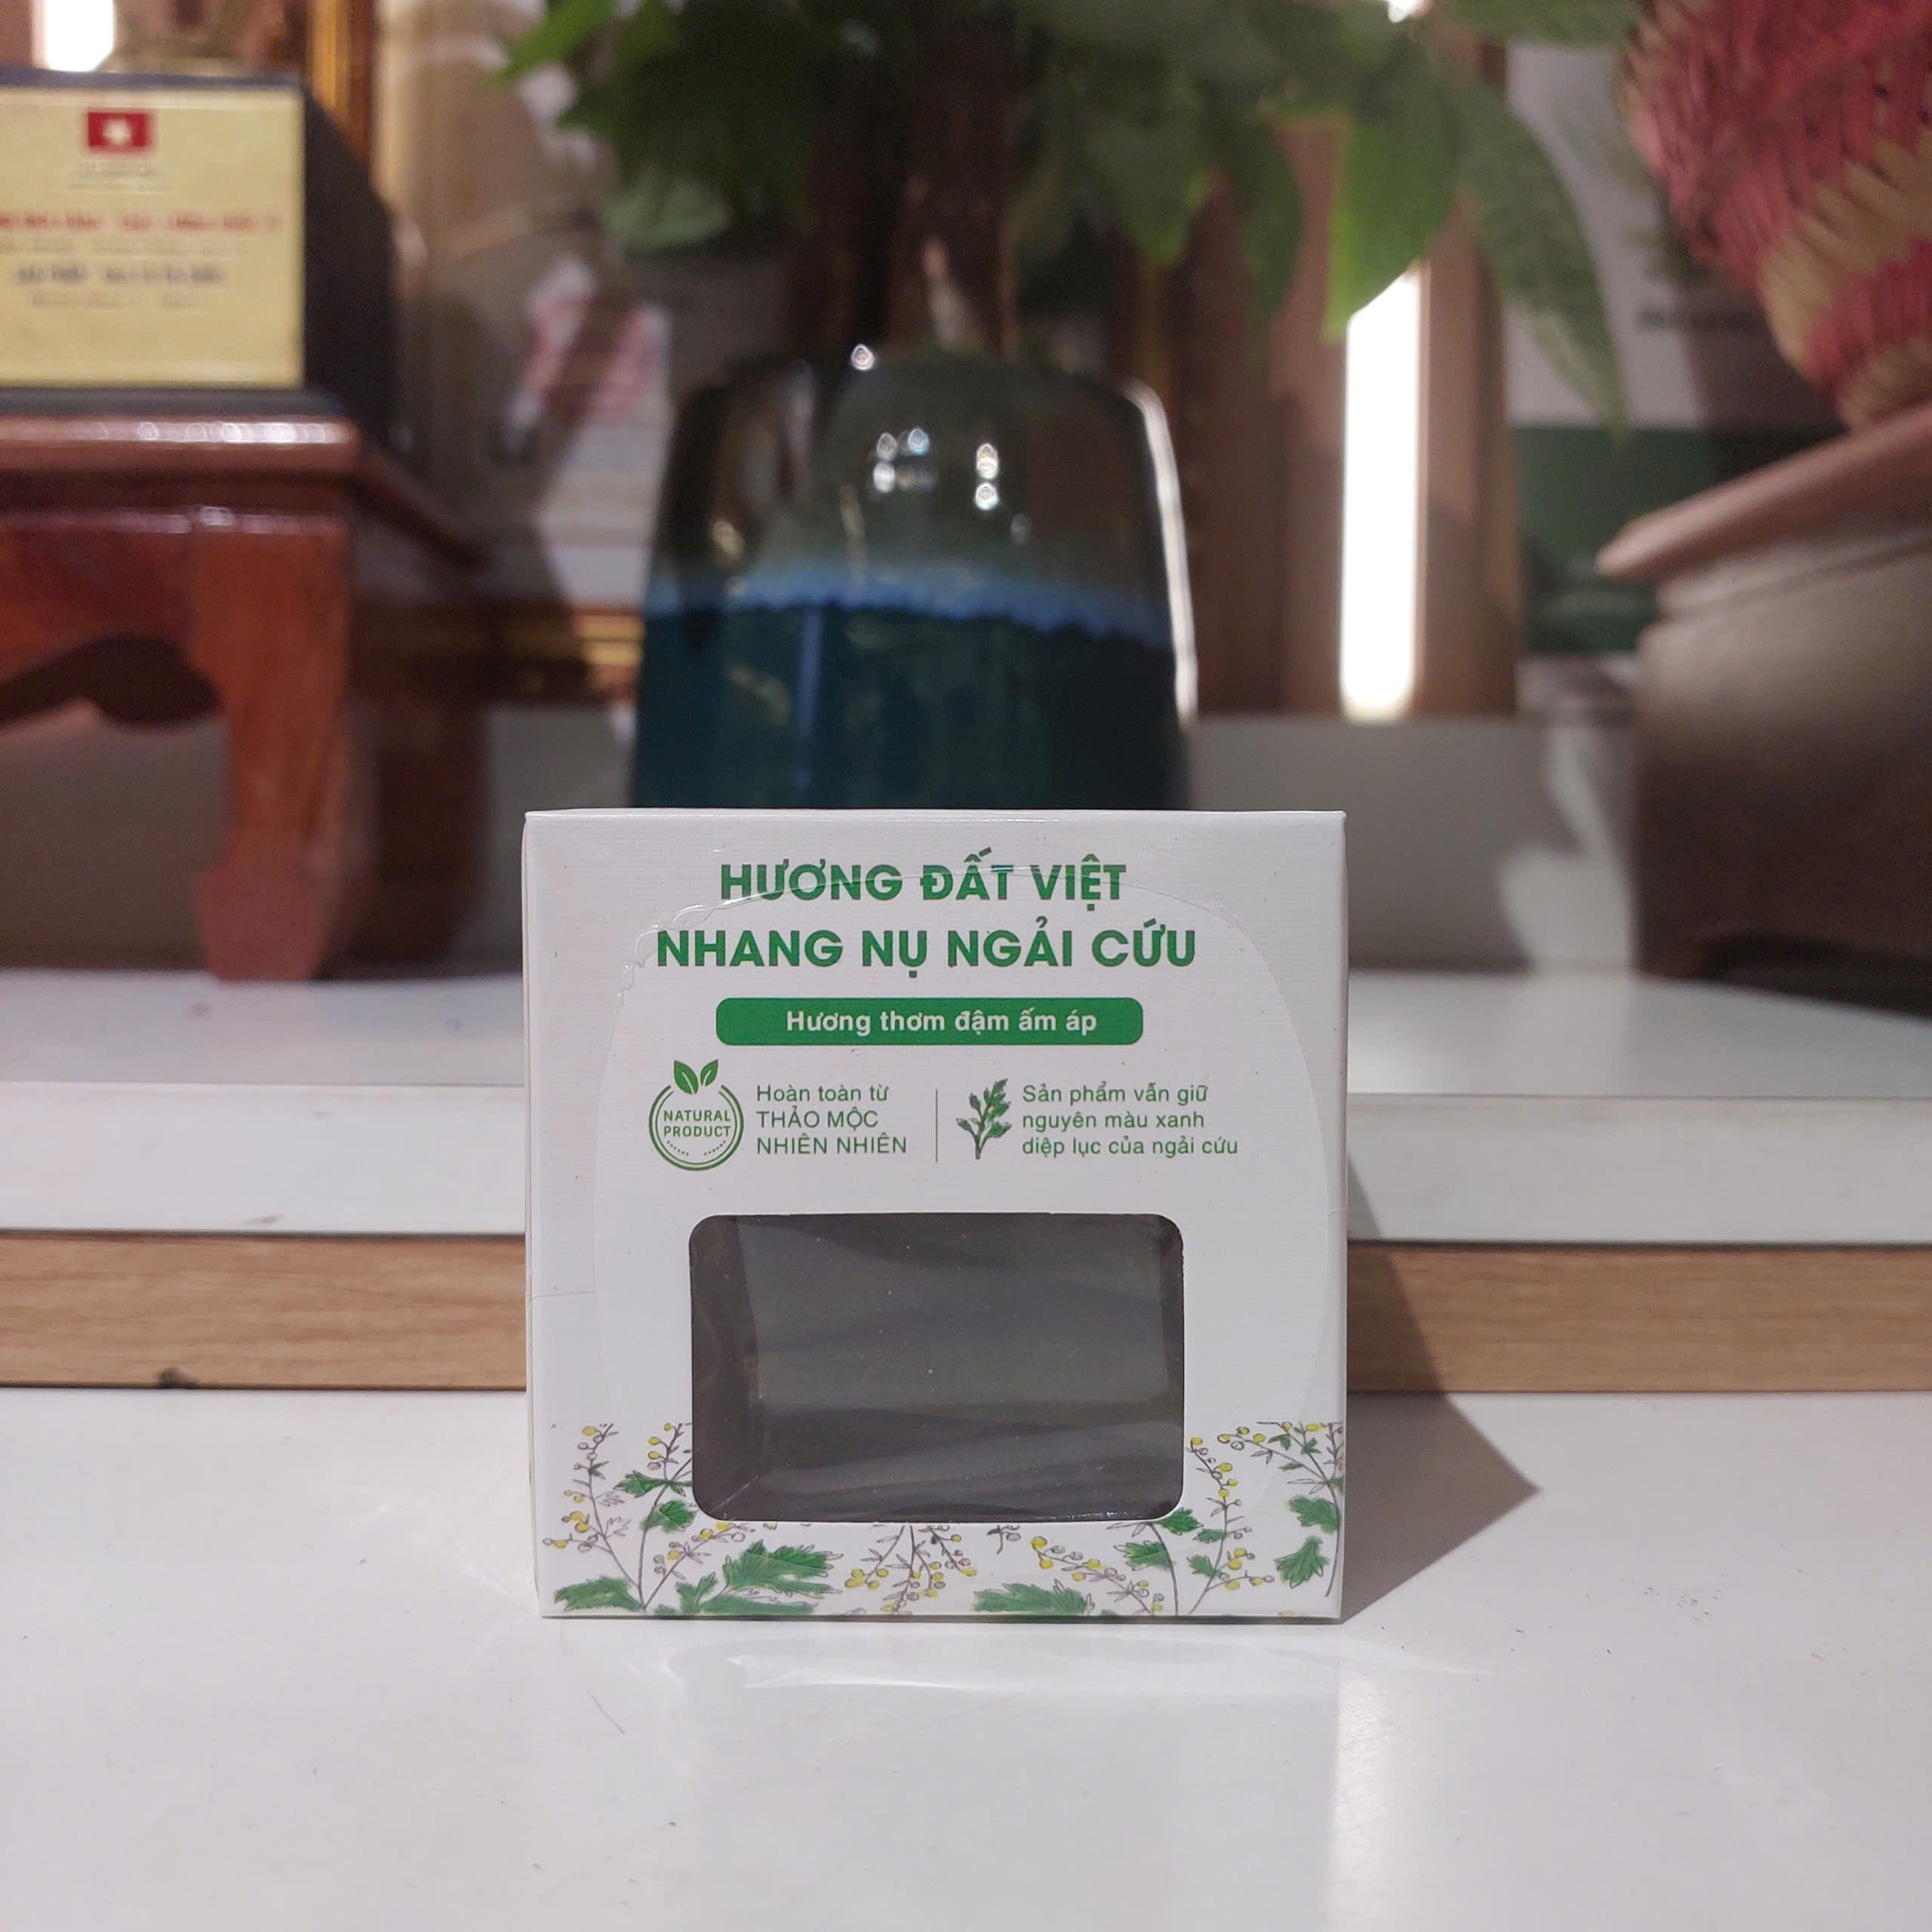 HƯƠNG ĐẤT VIỆT
NHANG NỤ NGẢI CỨU
Hương thơm đậm ấm áp
NATURAL
PRODUCT
Hoàn toàn từ
THẢO MỘC
NHIÊN NHIÊN
Sản phẩm vẫn giữ
nguyên màu xanh
diệp lục của ngải cứu